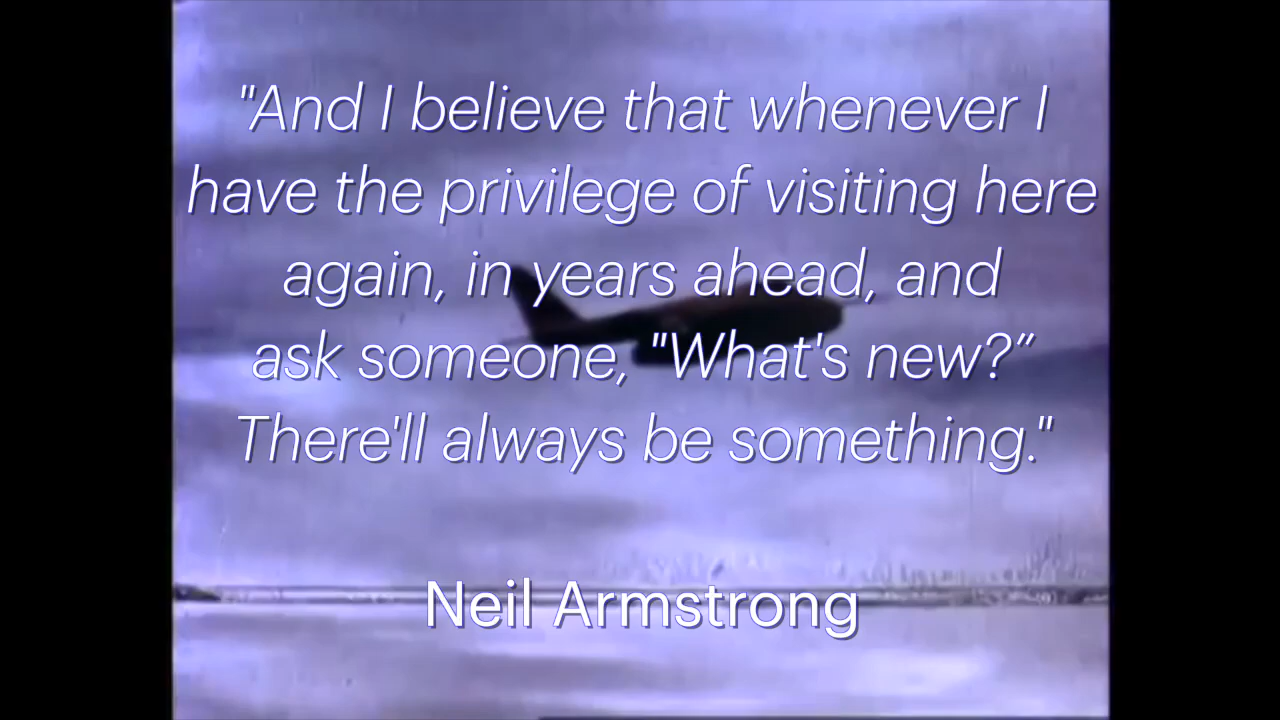 "And I believe that whenever I
have the privilege of visiting here
again, in years ahead, and
ask someone, "What's new?”
There'll always be something."
Neil Armstrong